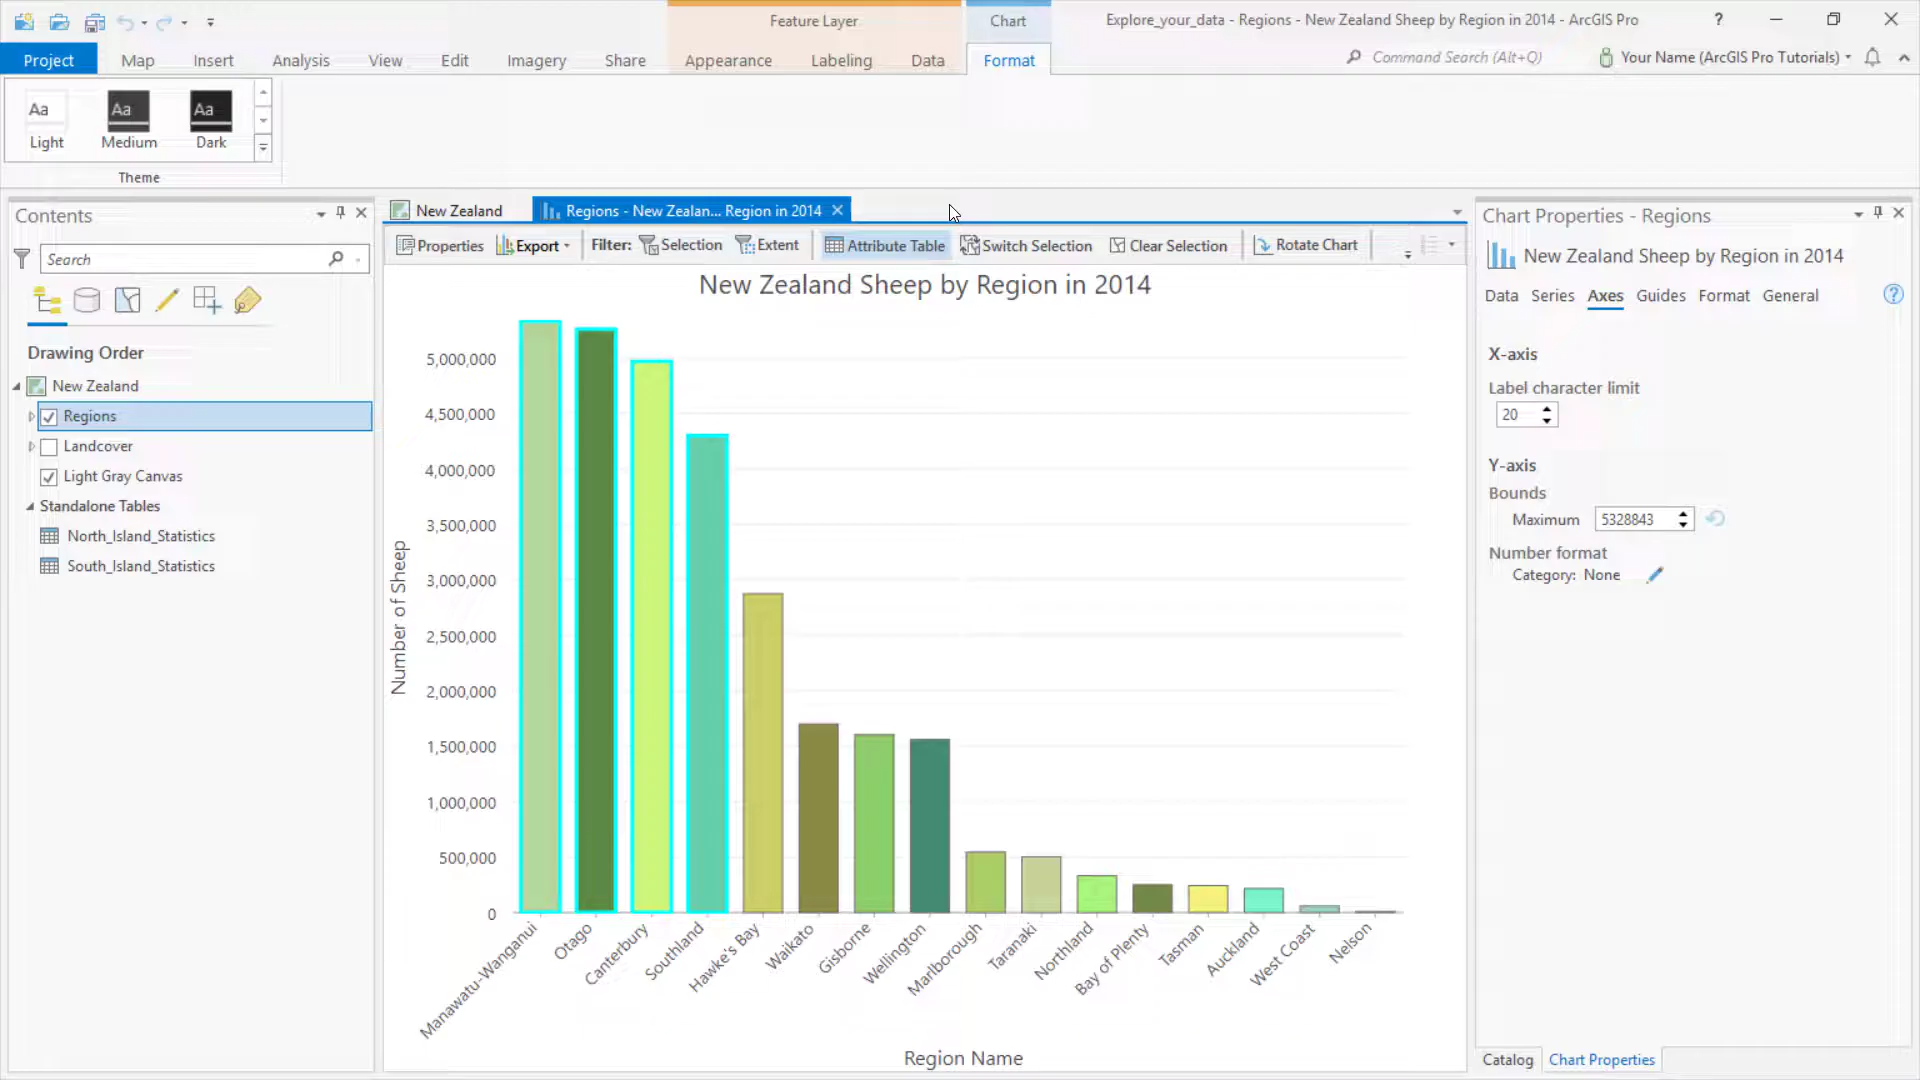 Feature Layer
Chart
Explore_your_data - Regions - New Zealand Sheep by Region in 2014 - ArcGIS Pro
?
Project
Map
Insert
Analysis
View
Edit
Imagery
Share
Appearance
Labeling
Data
Format
Command Search (Alt+Q)
Your Name (ArcGIS Pro Tutorials)
Aa
Aa
Aa
Light
Medium
Dark
Theme
Contents
Search
Drawing Order
New Zealand
Regions
Landcover
Light Gray Canvas
Standalone Tables
North_Island_Statistics
South_Island_Statistics
New Zealand
Regions - New Zealan... Region in 2014
Properties
Export
Filter:
Selection
Extent
Attribute Table
Switch Selection
Clear Selection
Rotate Chart
New Zealand Sheep by Region in 2014
5,000,000
4,500,000
4,000,000
3,500,000
3,000,000
2,500,000
2,000,000
1,500,000
1,000,000
500,000
0
Number of Sheep
Manawatu-Wanganui
Otago
Canterbury
Southland
Hawke's Bay
Waikato
Gisborne
Wellington
Marlborough
Taranaki
Northland
Bay of Plenty
Tasman
Auckland
West Coast
Nelson
Region Name
Chart Properties - Regions
New Zealand Sheep by Region in 2014
Data
Series
Axes
Guides
Format
General
?
X-axis
Label character limit
20
Y-axis
Bounds
Maximum
5328843
Number format
Category: None
Catalog
Chart Properties